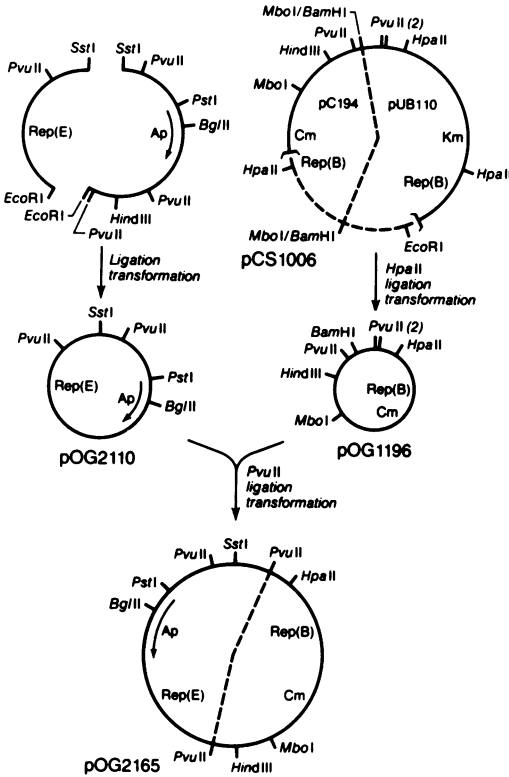 MboI/BamHI
SstI SstI
PvuII PvuII
PstI
BglII
Ap
Rep(E)
EcoRI
EcoRI
PvuII
HindIII
PvuII
PvuII
PvuII (2)
HpaII
HindIII
MboI
pC194 pUB110
Cm Km
HpaII
Rep(B)
Rep(B)
HpaII
MboI/BamHI
EcoRI
pCS1006
Ligation
transformation
HpaII
ligation
transformation
SstI
PvuII PvuII
Rep(E)
PstI
Ap
BglII
pOG2110
BamHI PvuII (2)
PvuII HpaII
HindIII
Rep(B)
Cm
MboI
pOG1196
PvuII
ligation
transformation
PvuII SstI PvuII
PstI HpaII
BglII
Ap Rep(B)
Rep(E) Cm
PvuII MboI
HindIII
pOG2165